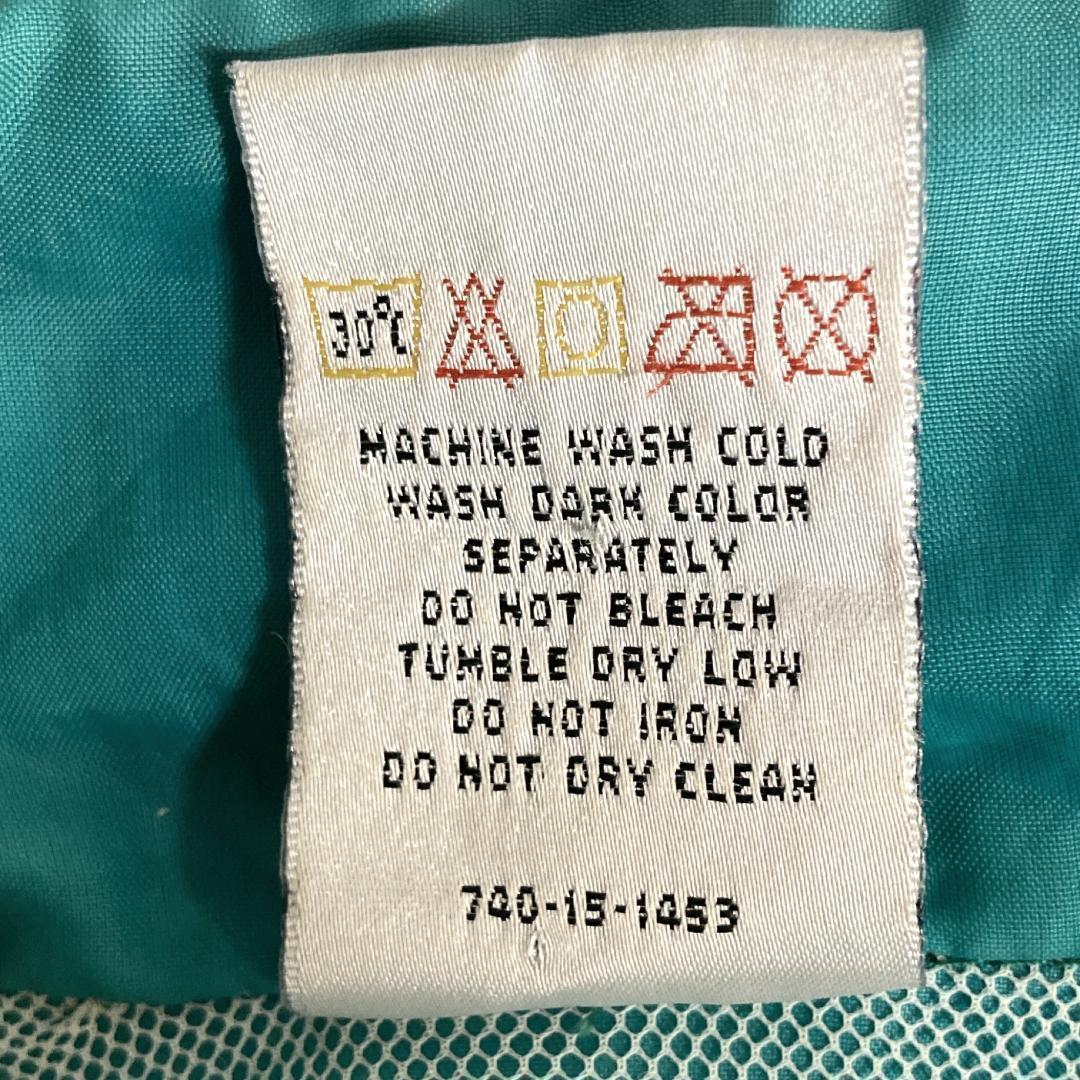 30°C
MACHINE WASH COLD
WASH DARK COLOR
SEPARATELY
DO NOT BLEACH
TUMBLE DRY LOW
DO NOT IRON
DO NOT DRY CLEAN
740-15-1453